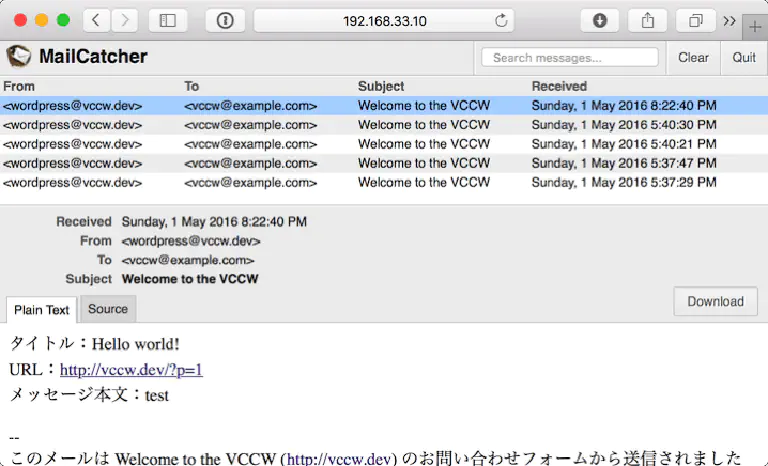 192.168.33.10
MailCatcher
Search messages...
Clear
Quit
From To Subject Received
<wordpress@vccw.dev> <vccw@example.com> Welcome to the VCCW Sunday, 1 May 2016 8:22:40 PM
<wordpress@vccw.dev> <vccw@example.com> Welcome to the VCCW Sunday, 1 May 2016 5:40:30 PM
<wordpress@vccw.dev> <vccw@example.com> Welcome to the VCCW Sunday, 1 May 2016 5:40:21 PM
<wordpress@vccw.dev> <vccw@example.com> Welcome to the VCCW Sunday, 1 May 2016 5:37:47 PM
<wordpress@vccw.dev> <vccw@example.com> Welcome to the VCCW Sunday, 1 May 2016 5:37:29 PM
Received Sunday, 1 May 2016 8:22:40 PM
From <wordpress@vccw.dev>
To <vccw@example.com>
Subject Welcome to the VCCW
Plain Text
Source
Download
タイトル：Hello world!
URL：http://vccw.dev/?p=1
メッセージ本文：test
--
このメールは Welcome to the VCCW (http://vccw.dev) のお問い合わせフォームから送信されました